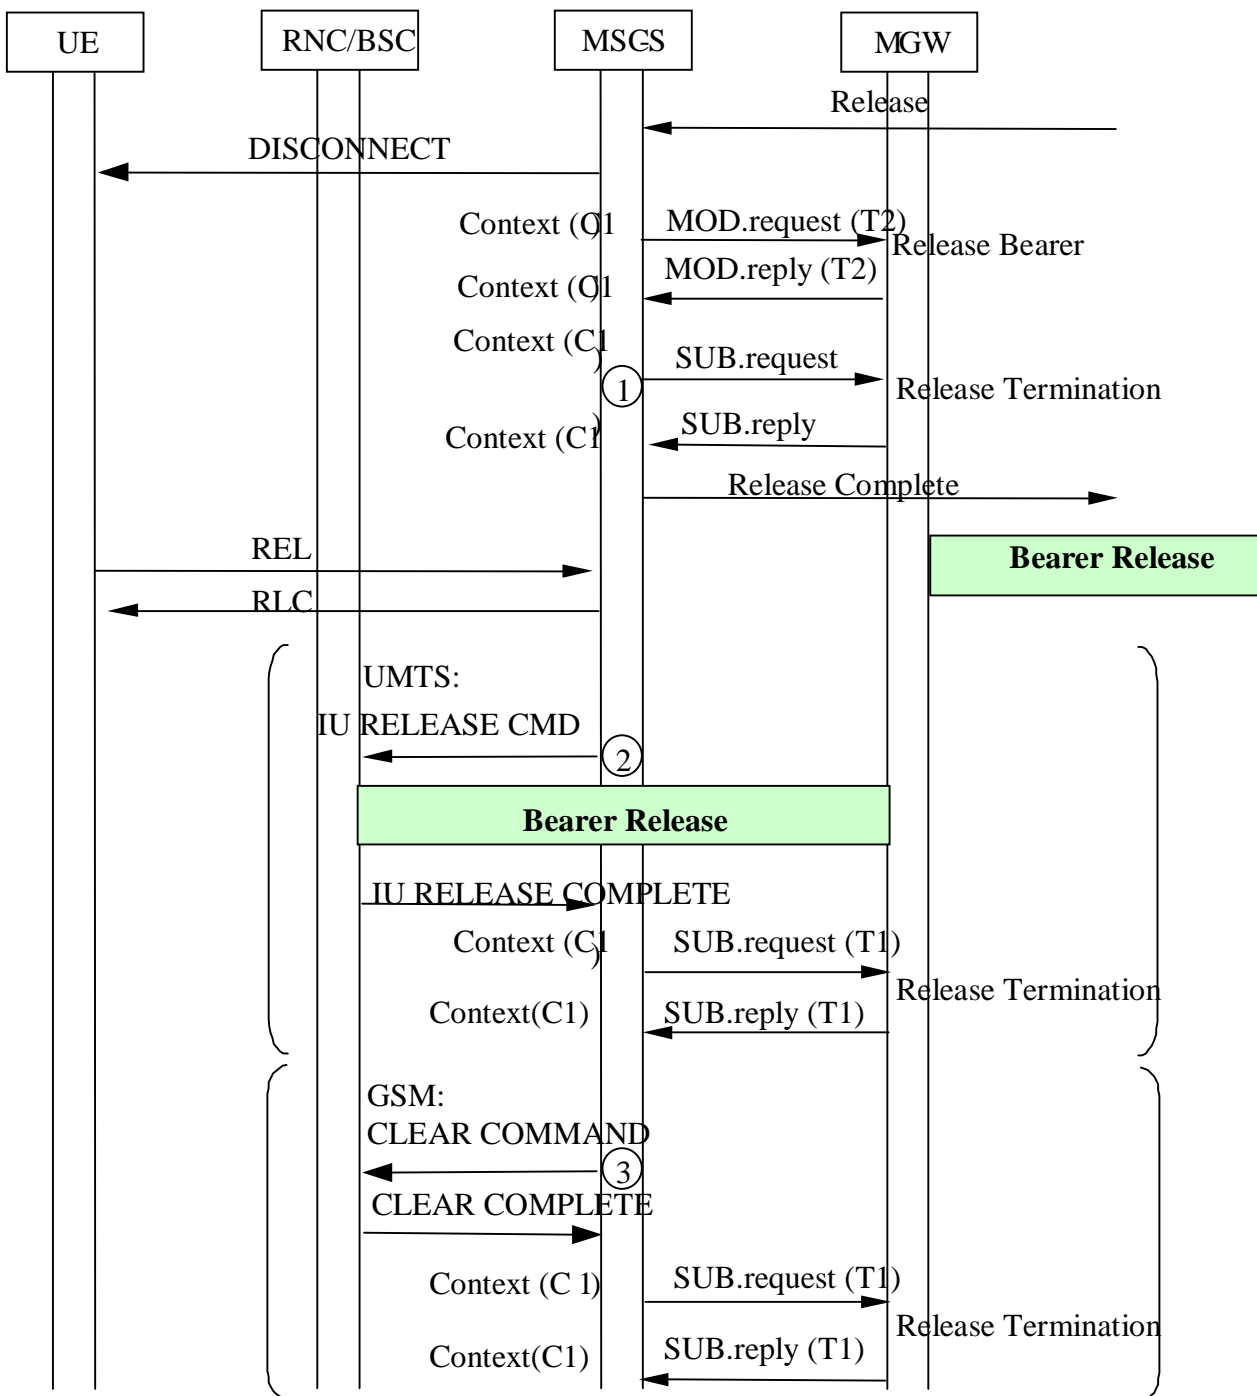 UE
RNC/BSC
MSC-S
MGW
Release
DISCONNECT
Context (C1)
MOD.request (T2)
Release Bearer
Context (C1)
MOD.reply (T2)
Context (C1)
SUB.request
1
Release Termination
Context (C1)
SUB.reply
Release Complete
REL
Bearer Release
RLC
UMTS:
IU RELEASE CMD
2
Bearer Release
IU RELEASE COMPLETE
Context (C1)
SUB.request (T1)
Release Termination
Context(C1)
SUB.reply (T1)
GSM:
CLEAR COMMAND
3
CLEAR COMPLETE
Context (C 1)
SUB.request (T1)
Release Termination
Context(C1)
SUB.reply (T1)